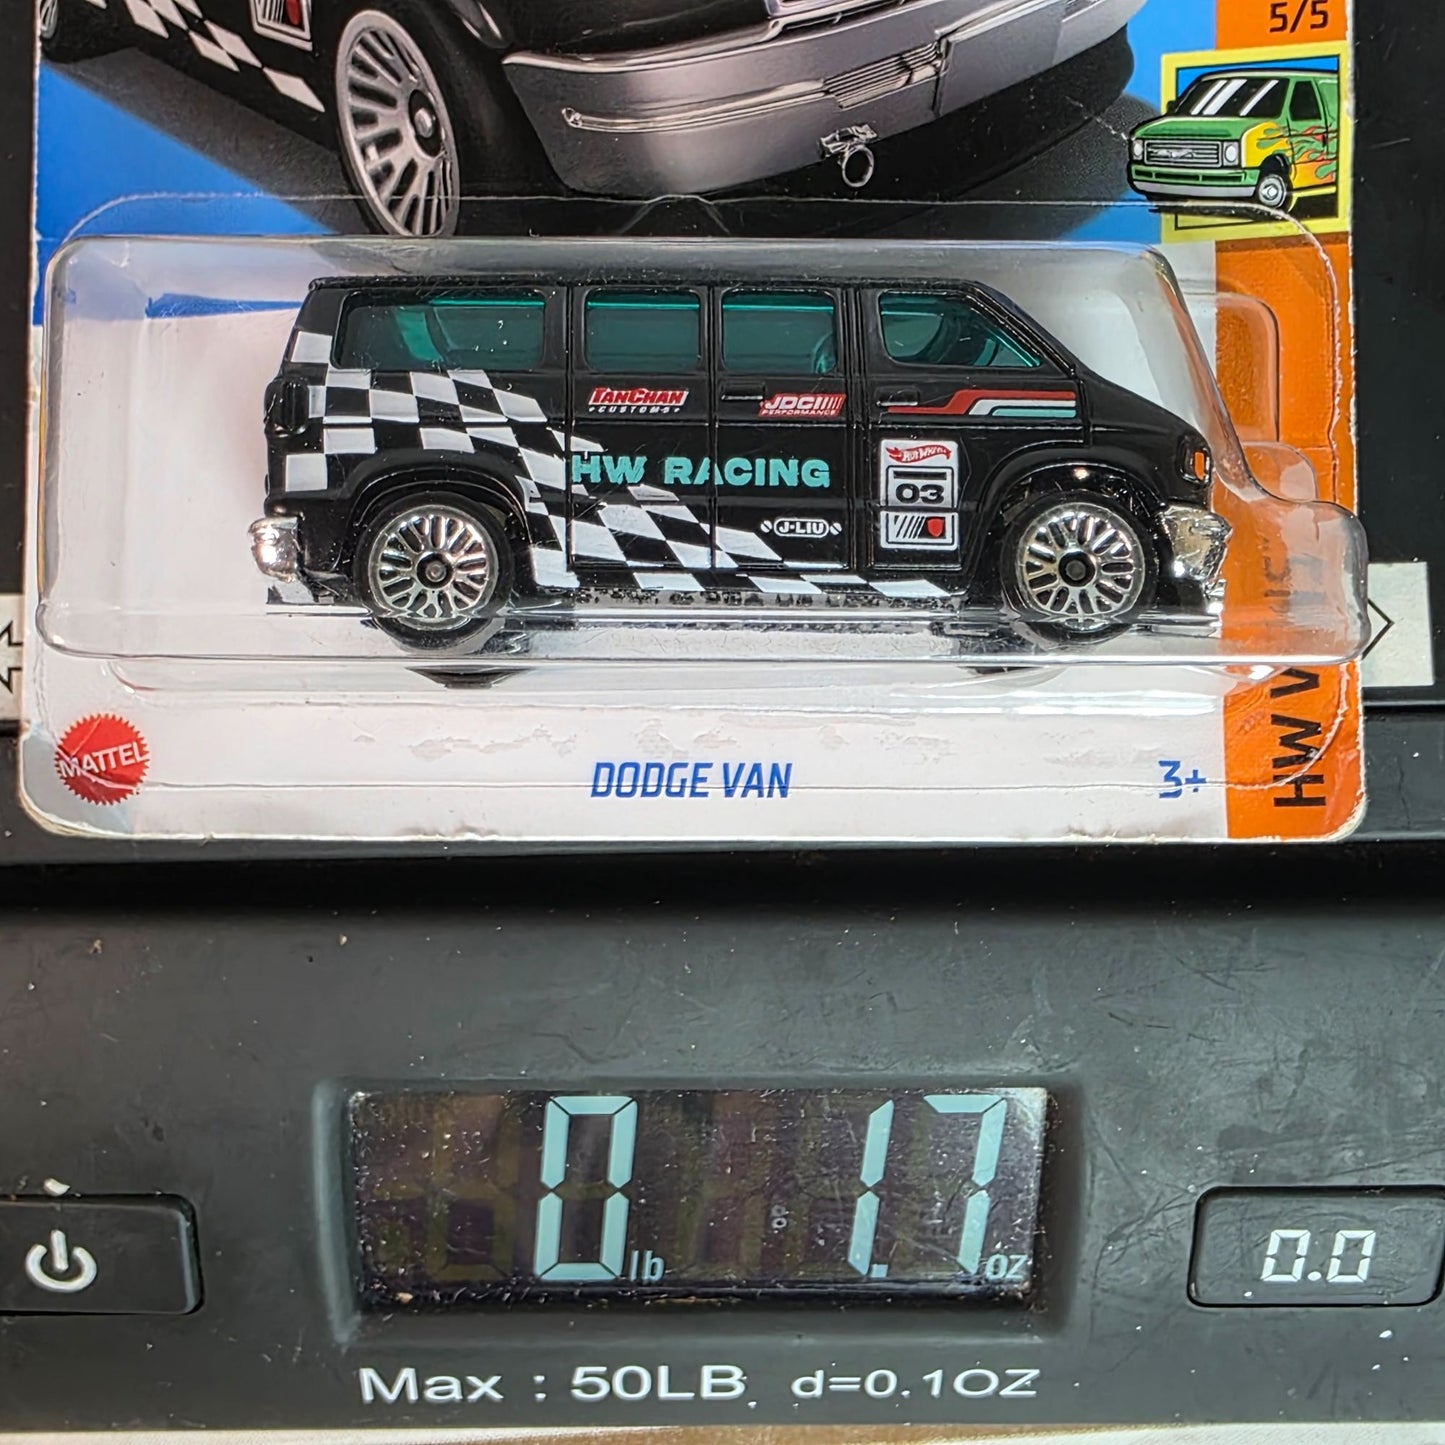 5/5
TANCHAN
CUSTOMS
JDC
PERFORMANCE
HW RACING
J-LIU
Hot Wheels
03
MATTEL
DODGE VAN
3+
HW V
0 lb 1.7 oz
0.0
Max : 50LB d=0.1OZ